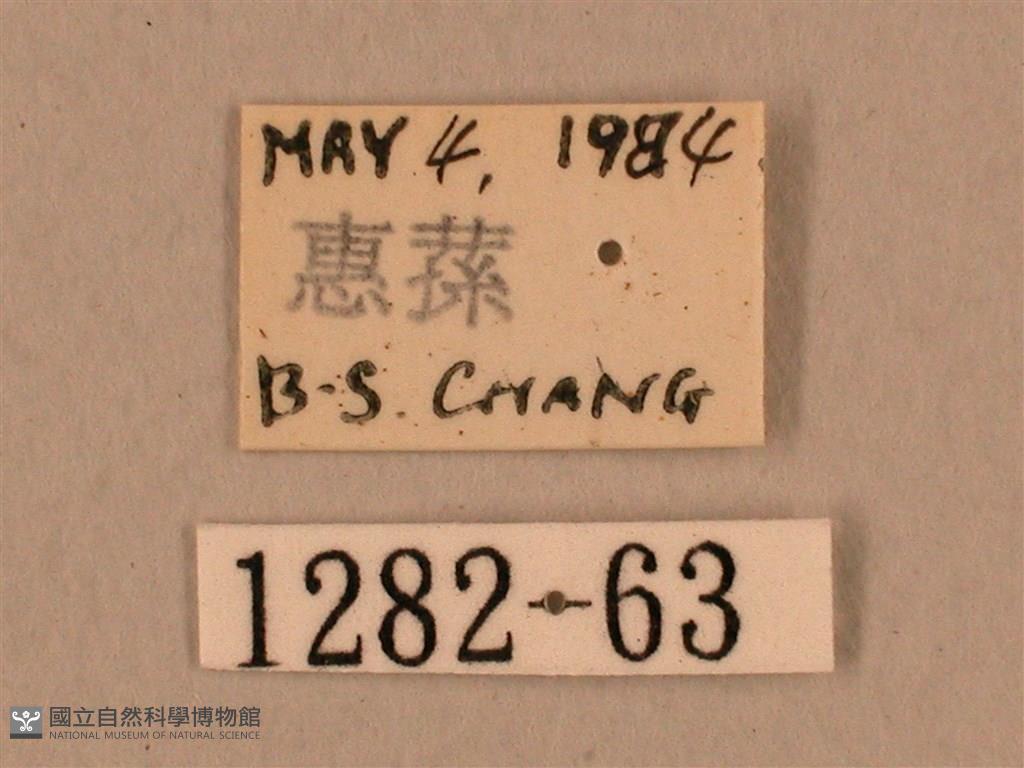 MAY 4, 1984
惠蓀
B-S. CHANG
1282-63
國立自然科學博物館
NATIONAL MUSEUM OF NATURAL SCIENCE